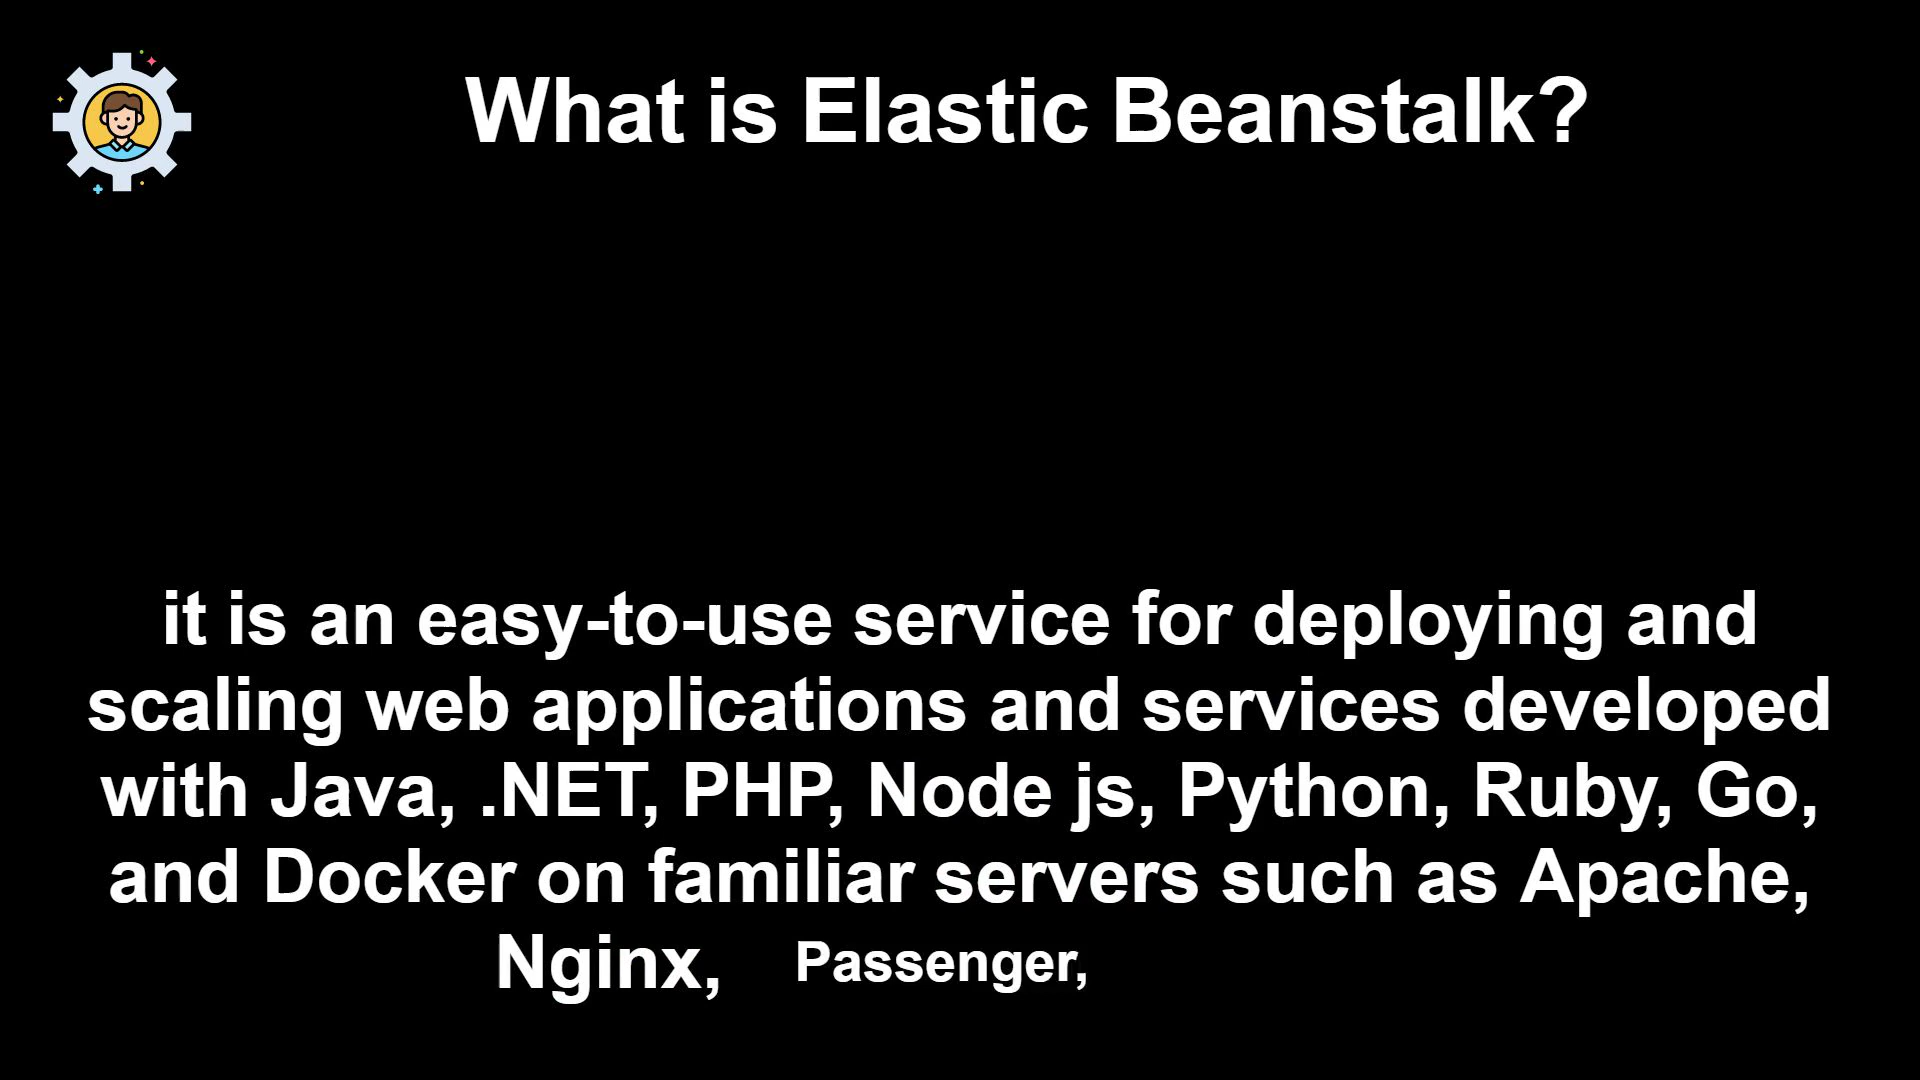 What is Elastic Beanstalk?
it is an easy-to-use service for deploying and
scaling web applications and services developed
with Java, .NET, PHP, Node js, Python, Ruby, Go,
and Docker on familiar servers such as Apache,
Nginx, Passenger,